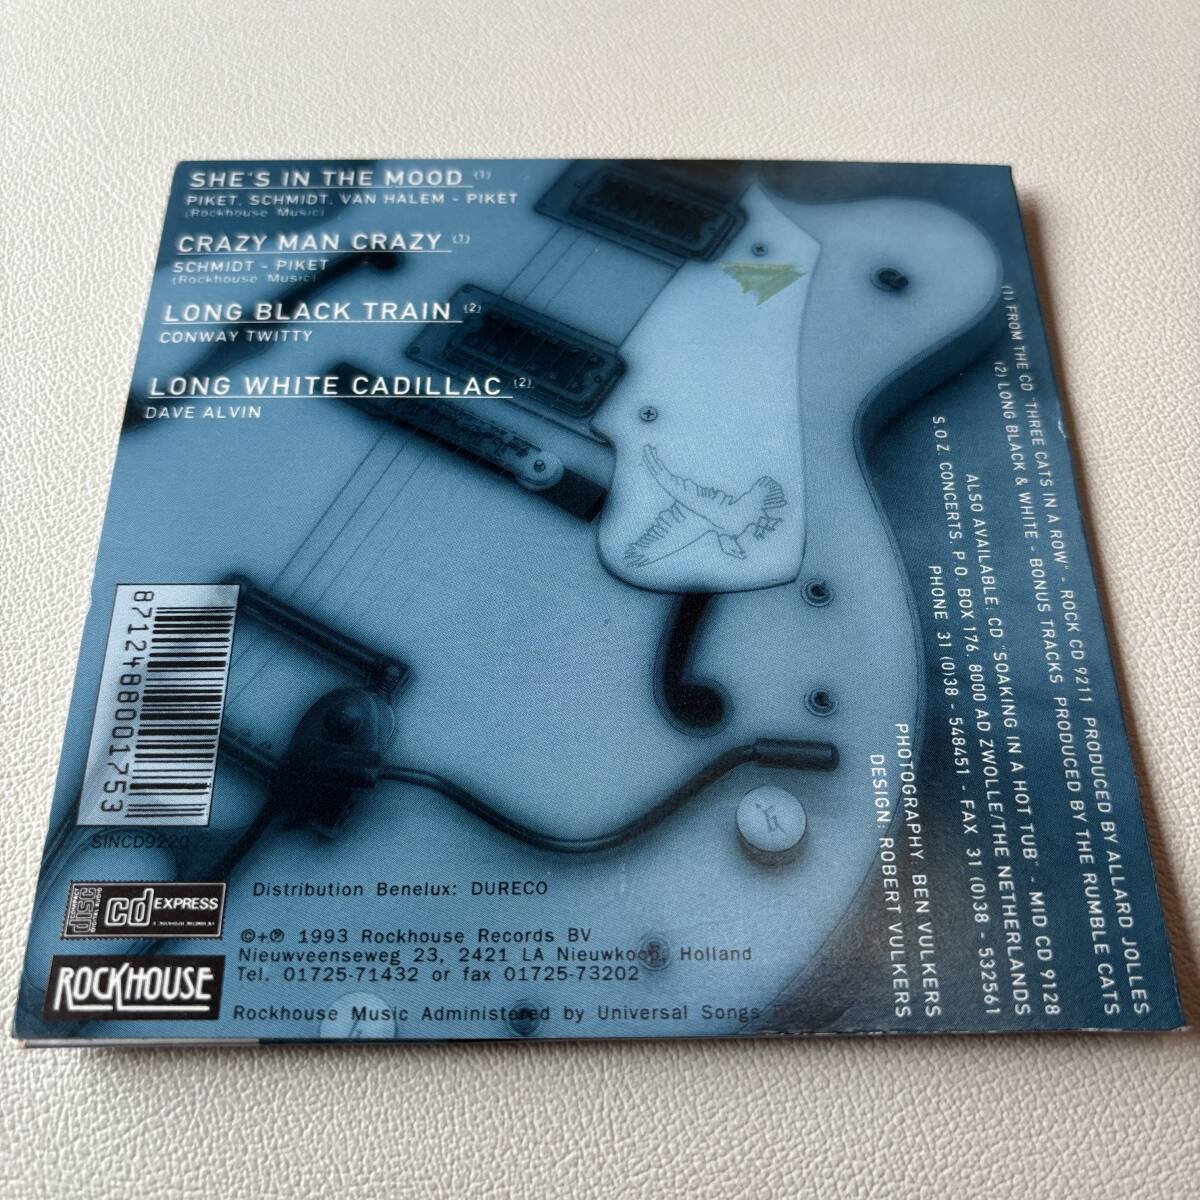 SHE'S IN THE MOOD (1)
PIKET, SCHMIDT, VAN HALEM - PIKET
(Rockhouse Music)
CRAZY MAN CRAZY (1)
SCHMIDT - PIKET
(Rockhouse Music)
LONG BLACK TRAIN (2)
CONWAY TWITTY
LONG WHITE CADILLAC (2)
DAVE ALVIN
(1) FROM THE CD "THREE CATS IN A ROW" - ROCK CD 9211 PRODUCED BY ALLARD JOLLES
(2) LONG BLACK & WHITE - BONUS TRACKS PRODUCED BY THE RUMBLE CATS
ALSO AVAILABLE: CD "SOAKING IN A HOT TUB" - MID CD 9128
S.O.Z. CONCERTS, P.O. BOX 176, 8000 AD ZWOLLE/THE NETHERLANDS
PHONE 31 (0)38 - 548451 - FAX 31 (0)38 - 532561
PHOTOGRAPHY: BEN VULKERS
DESIGN: ROBERT VULKERS
8712488001753
SINCD9220
COMPACT
disc
DIGITAL AUDIO
cd EXPRESS
ROCKHOUSE
Distribution Benelux: DURECO
©+℗ 1993 Rockhouse Records BV
Nieuwveenseweg 23, 2421 LA Nieuwkoop, Holland
Tel. 01725-71432 or fax 01725-73202
Rockhouse Music Administered by Universal Songs